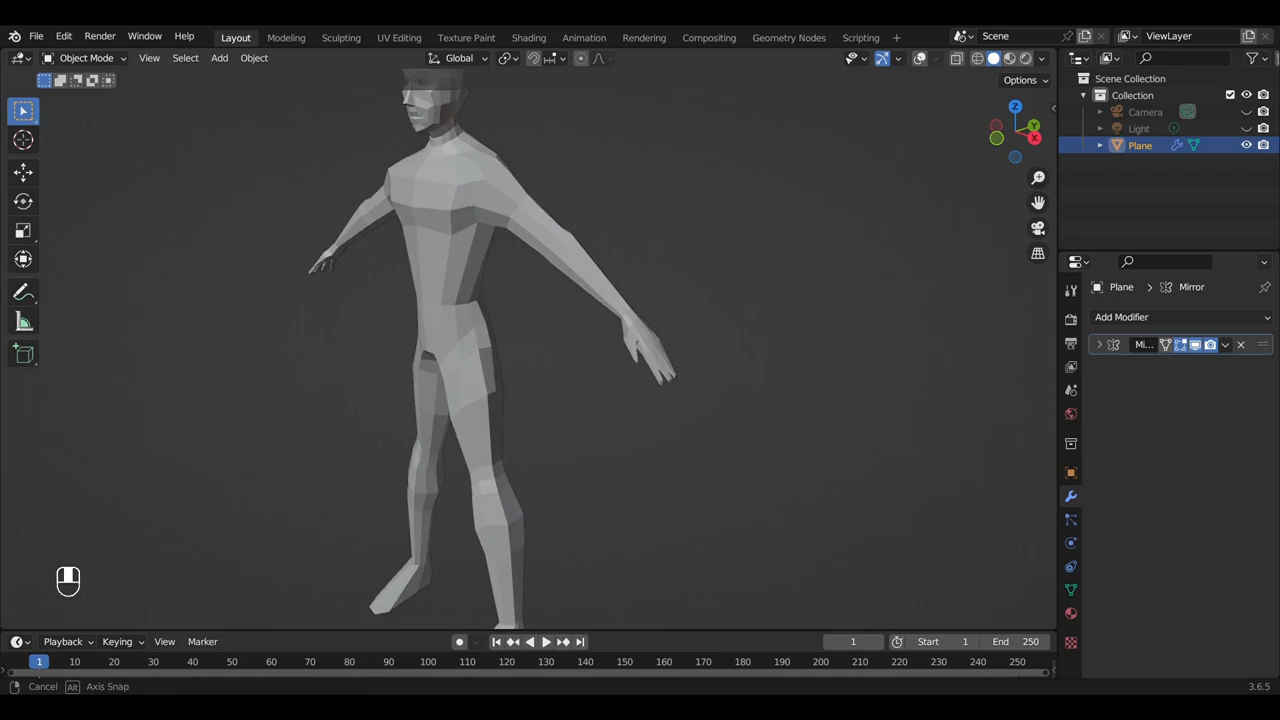 File Edit Render Window Help Layout Modeling Sculpting UV Editing Texture Paint Shading Animation Rendering Compositing Geometry Nodes Scripting + Scene ViewLayer
Object Mode View Select Add Object Global
Options
Scene Collection
Collection
Camera
Light
Plane
Z
Y
X
Plane > Mirror
Add Modifier
Mi...
Playback Keying View Marker 1 Start 1 End 250
1 10 20 30 40 50 60 70 80 90 100 110 120 130 140 150 160 170 180 190 200 210 220 230 240 250
Cancel Alt Axis Snap 3.6.5